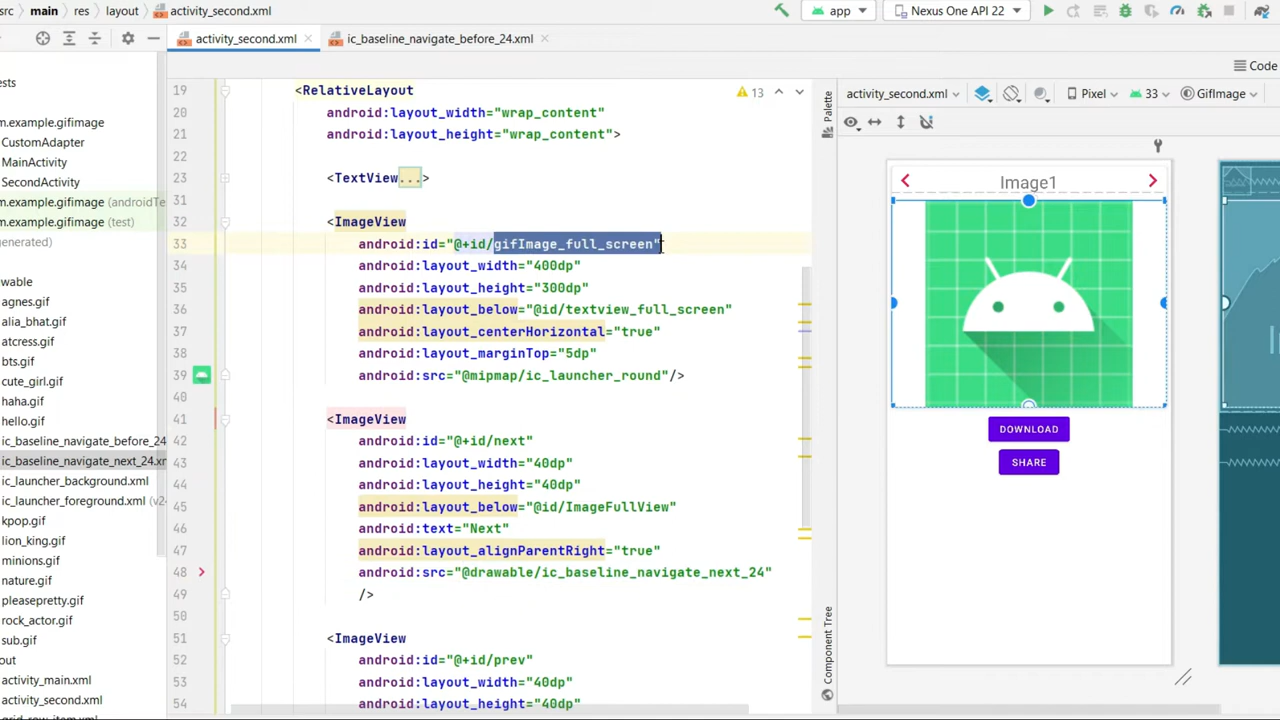 src main res layout activity_second.xml app Nexus One API 22
activity_second.xml ic_baseline_navigate_before_24.xml
Code
ests
m.example.gifimage
CustomAdapter
MainActivity
SecondActivity
m.example.gifimage (androidTe
m.example.gifimage (test)
generated)
wable
agnes.gif
alia_bhat.gif
atcress.gif
bts.gif
cute_girl.gif
haha.gif
hello.gif
ic_baseline_navigate_before_24
ic_baseline_navigate_next_24.xr
ic_launcher_background.xml
ic_launcher_foreground.xml (v24
kpop.gif
lion_king.gif
minions.gif
nature.gif
pleasepretty.gif
rock_actor.gif
sub.gif
out
activity_main.xml
activity_second.xml
grid_row_item.xml
19 <RelativeLayout
20 android:layout_width="wrap_content"
21 android:layout_height="wrap_content">
22
23 <TextView...>
31
32 <ImageView
33 android:id="@+id/gifImage_full_screen"
34 android:layout_width="400dp"
35 android:layout_height="300dp"
36 android:layout_below="@id/textview_full_screen"
37 android:layout_centerHorizontal="true"
38 android:layout_marginTop="5dp"
39 android:src="@mipmap/ic_launcher_round"/>
40
41 <ImageView
42 android:id="@+id/next"
43 android:layout_width="40dp"
44 android:layout_height="40dp"
45 android:layout_below="@id/ImageFullView"
46 android:text="Next"
47 android:layout_alignParentRight="true"
48 android:src="@drawable/ic_baseline_navigate_next_24"
49 />
50
51 <ImageView
52 android:id="@+id/prev"
53 android:layout_width="40dp"
54 android:layout_height="40dp"
13
Palette
Component Tree
activity_second.xml Pixel 33 GifImage
Image1
DOWNLOAD
SHARE